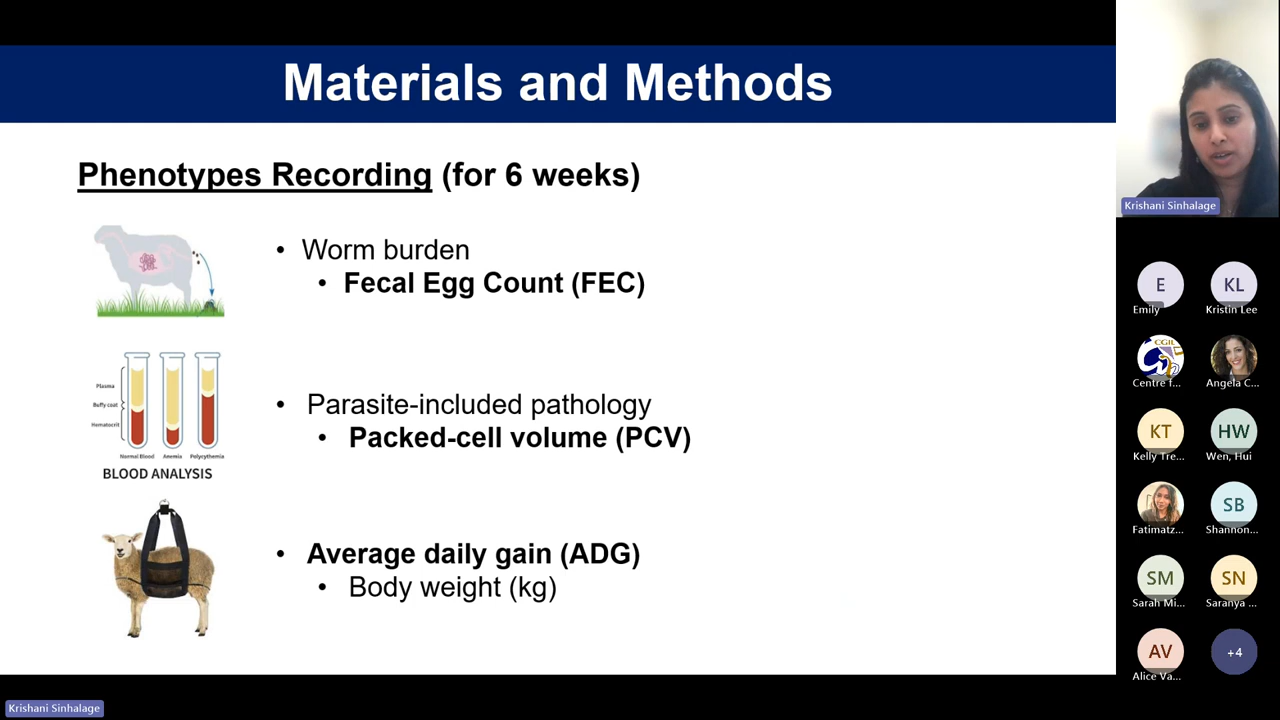 Materials and Methods
Phenotypes Recording (for 6 weeks)
• Worm burden
• Fecal Egg Count (FEC)
Plasma
Buffy coat
Hematocrit
Normal Blood Anemia Polycythemia
BLOOD ANALYSIS
• Parasite-included pathology
• Packed-cell volume (PCV)
• Average daily gain (ADG)
• Body weight (kg)
Krishani Sinhalage
E
Emily
KL
Kristin Lee
CGIL
Centre f...
Angela C...
KT
Kelly Tre...
HW
Wen, Hui
Fatimatz...
SB
Shannon...
SM
Sarah Mi...
SN
Saranya ...
AV
Alice Va...
+4
Krishani Sinhalage